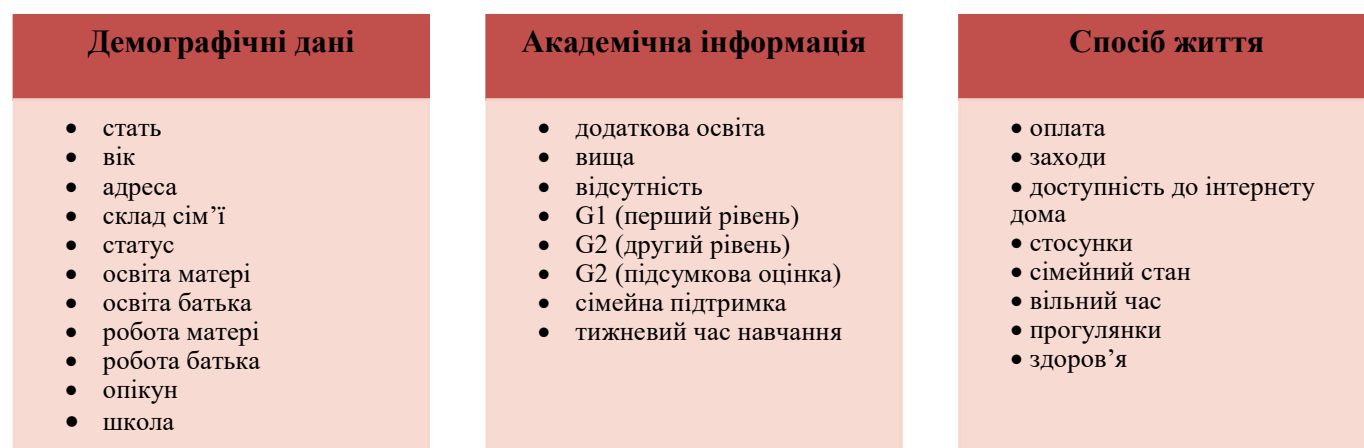 Демографічні дані
• стать
• вік
• адреса
• склад сім’ї
• статус
• освіта матері
• освіта батька
• робота матері
• робота батька
• опікун
• школа
Академічна інформація
• додаткова освіта
• вища
• відсутність
• G1 (перший рівень)
• G2 (другий рівень)
• G2 (підсумкова оцінка)
• сімейна підтримка
• тижневий час навчання
Спосіб життя
• оплата
• заходи
• доступність до інтернету
дома
• стосунки
• сімейний стан
• вільний час
• прогулянки
• здоров’я